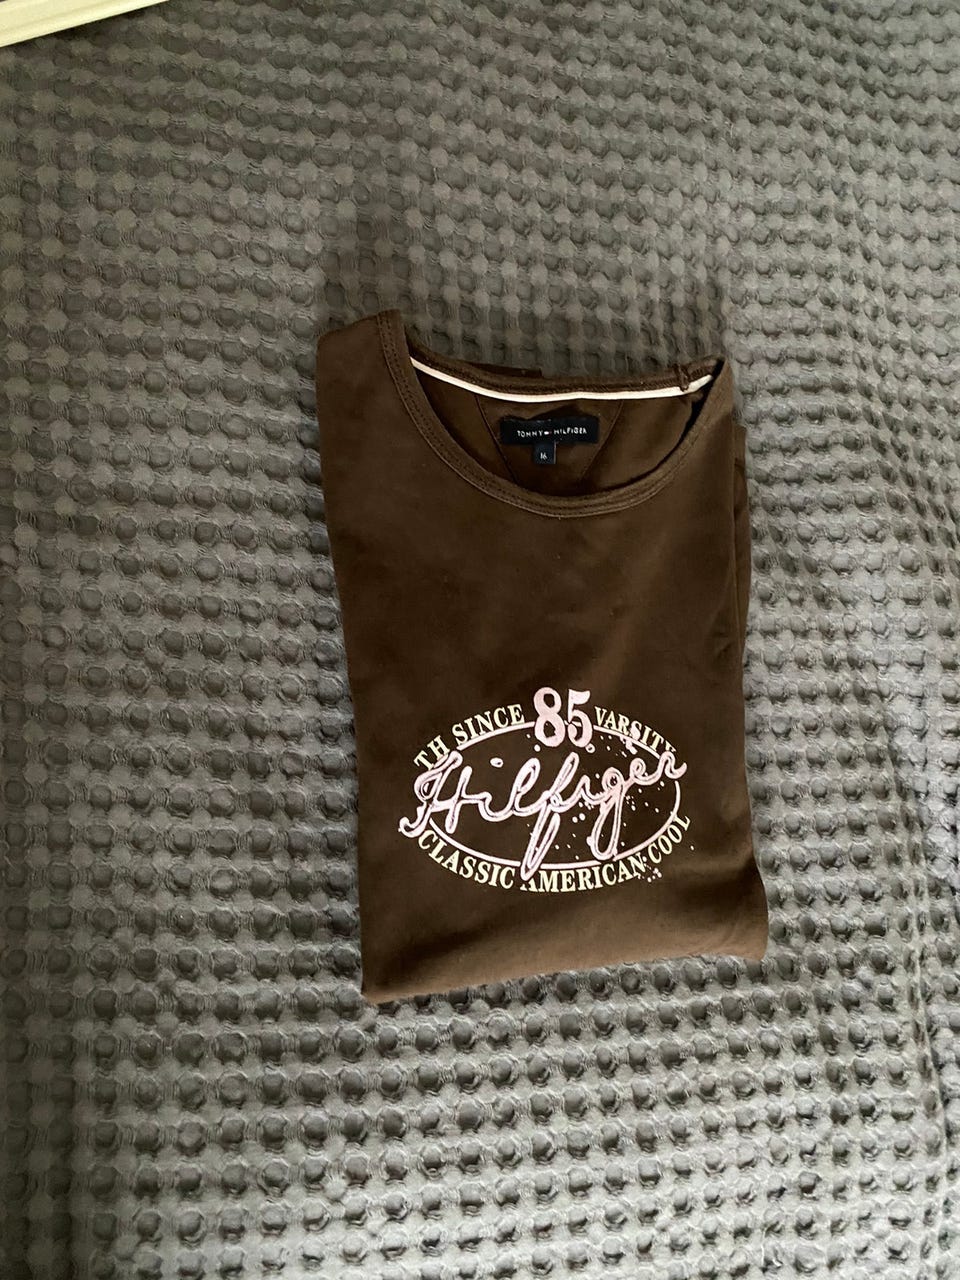 TOMMY HILFIGER
16
TH SINCE 85 VARSITY
Hilfiger
CLASSIC AMERICAN COOL